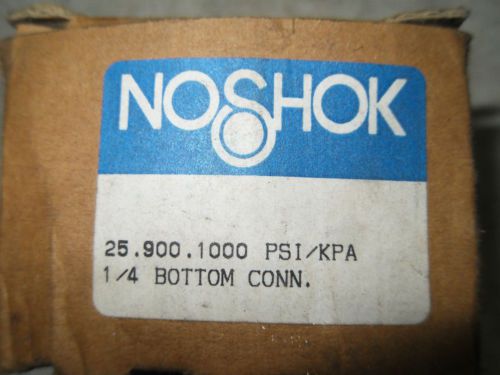 NOSHOK
25.900.1000 PSI/KPA
1/4 BOTTOM CONN.